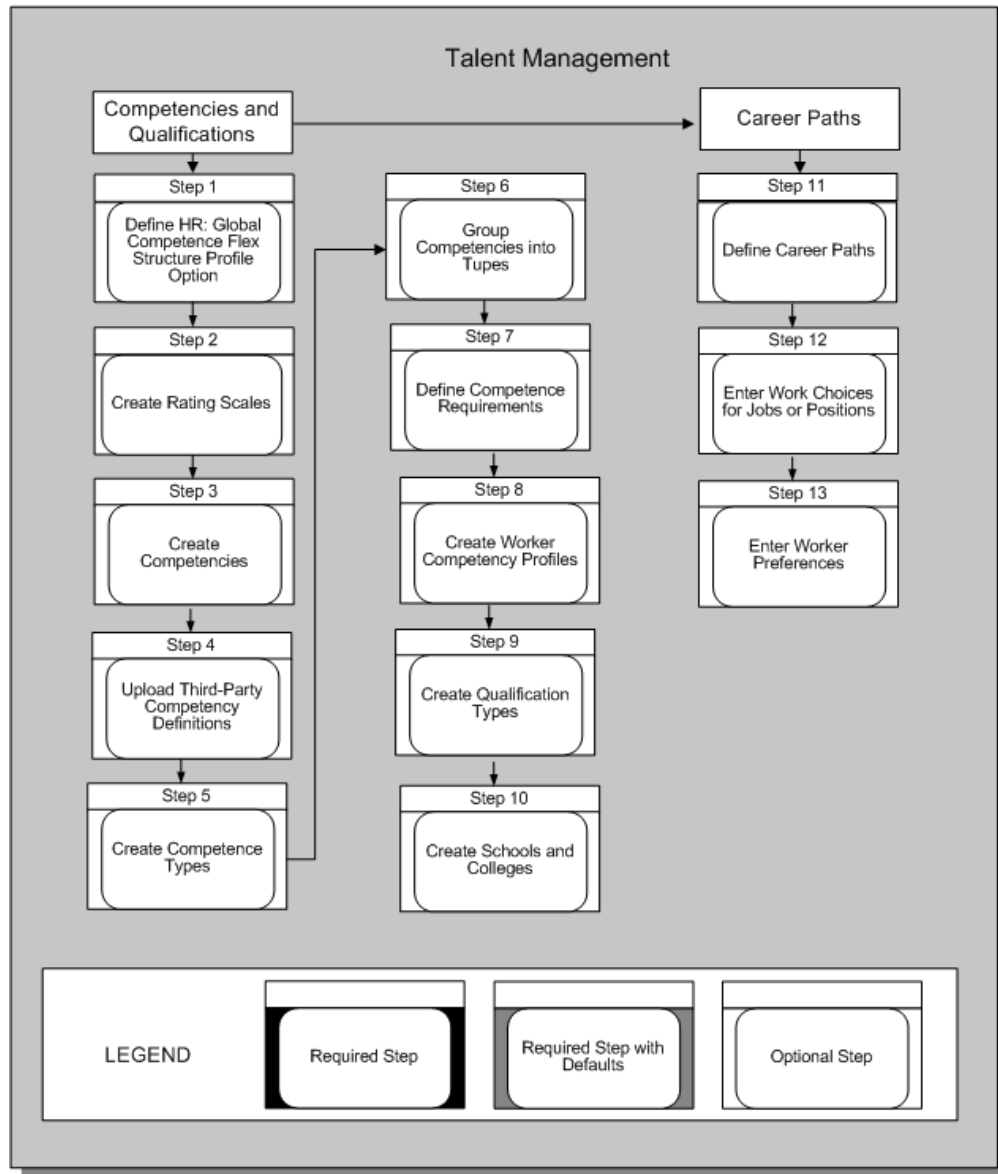 Talent Management
Competencies and
Qualifications
Career Paths
Step 1
Define HR: Global
Competence Flex
Structure Profile
Option
Step 2
Create Rating Scales
Step 3
Create
Competencies
Step 4
Upload Third-Party
Competency
Definitions
Step 5
Create Competence
Types
Step 6
Group
Competencies into
Tupes
Step 7
Define Competence
Requirements
Step 8
Create Worker
Competency Profiles
Step 9
Create Qualification
Types
Step 10
Create Schools and
Colleges
Step 11
Define Career Paths
Step 12
Enter Work Choices
for Jobs or Positions
Step 13
Enter Worker
Preferences
LEGEND
Required Step
Required Step with
Defaults
Optional Step